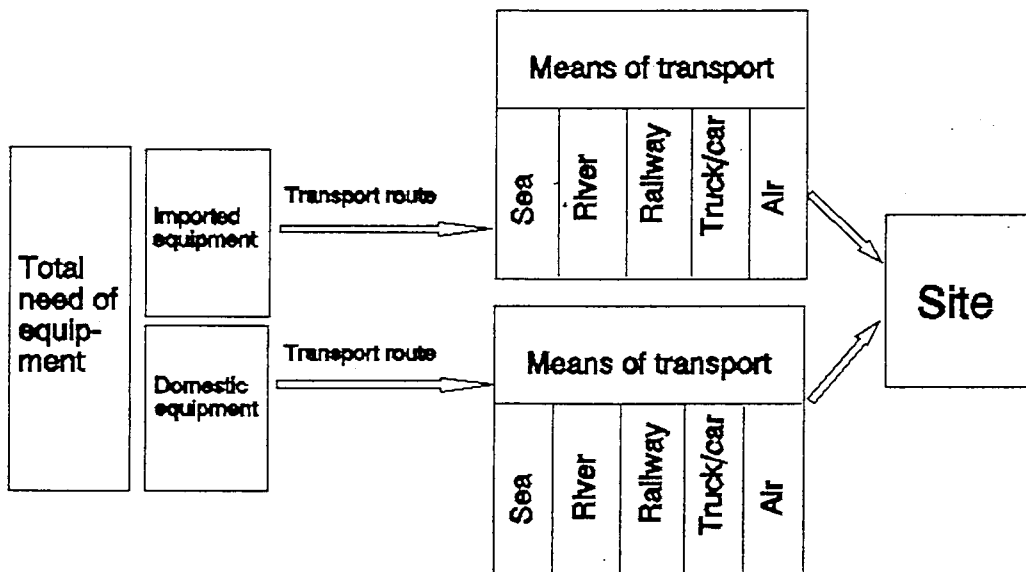 Total
need of
equip-
ment
Imported
equipment
Domestic
equipment
Transport route
Transport route
Means of transport
Sea
River
Railway
Truck/car
Air
Means of transport
Sea
River
Railway
Truck/car
Air
Site